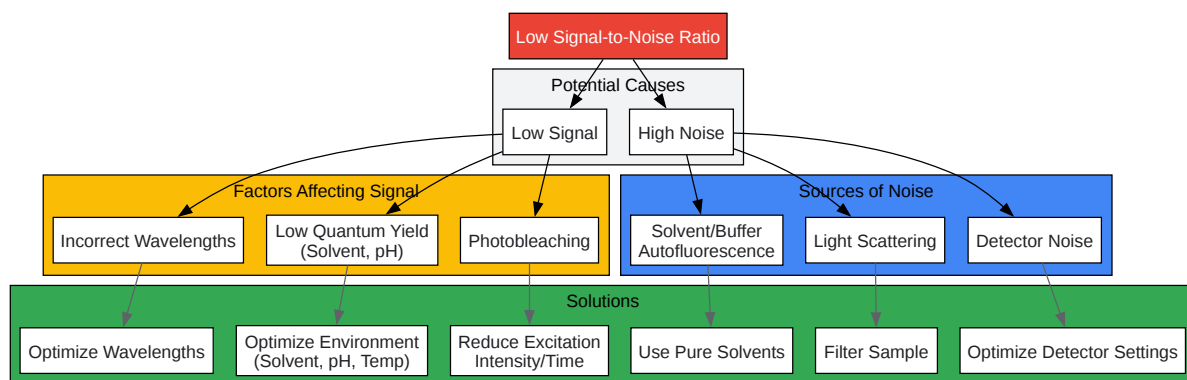 Low Signal-to-Noise Ratio
Potential Causes
Low Signal
High Noise
Factors Affecting Signal
Sources of Noise
Incorrect Wavelengths
Low Quantum Yield
(Solvent, pH)
Photobleaching
Solvent/Buffer
Autofluorescence
Light Scattering
Detector Noise
Solutions
Optimize Wavelengths
Optimize Environment
(Solvent, pH, Temp)
Reduce Excitation
Intensity/Time
Use Pure Solvents
Filter Sample
Optimize Detector Settings